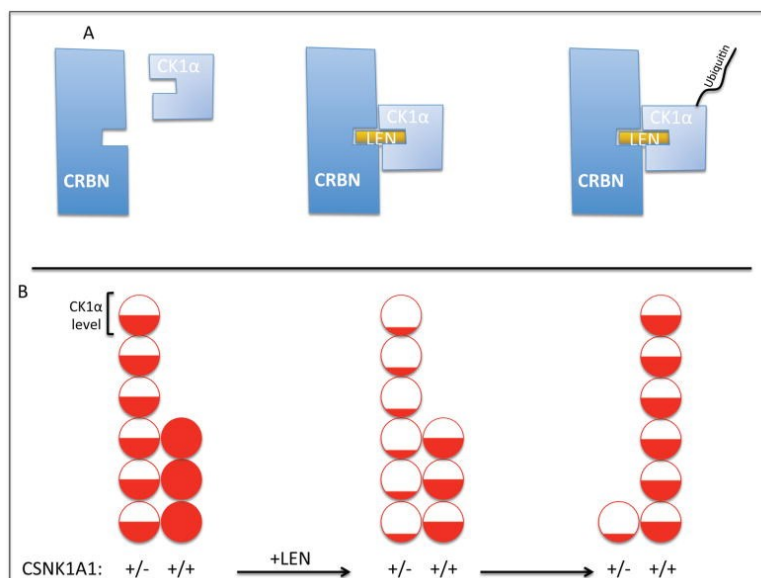 A
CK1α
CRBN
CK1α
LEN
CRBN
Ubiquitin
CK1α
LEN
CRBN
B
CK1α
level
CSNK1A1: +/- +/+ +LEN +/- +/+ +/- +/+